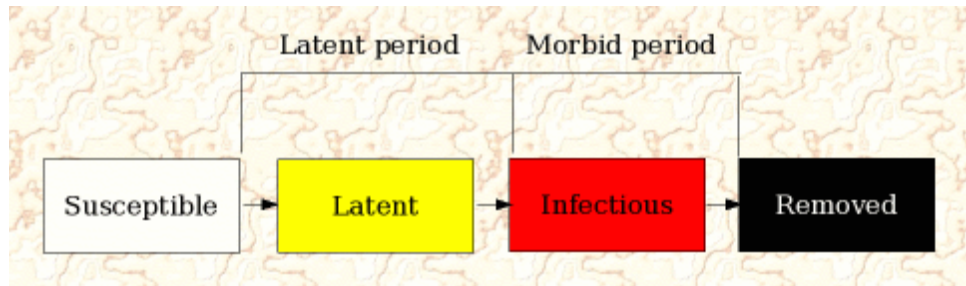 Latent period Morbid period
Susceptible Latent Infectious Removed